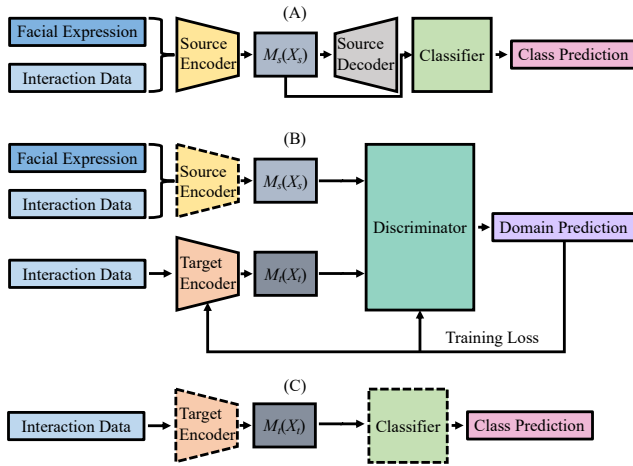 (A)
Facial Expression
Interaction Data
Source
Encoder
Ms(Xs)
Source
Decoder
Classifier
Class Prediction
(B)
Facial Expression
Interaction Data
Source
Encoder
Ms(Xs)
Discriminator
Domain Prediction
Interaction Data
Target
Encoder
Mt(Xt)
Training Loss
(C)
Interaction Data
Target
Encoder
Mt(Xt)
Classifier
Class Prediction